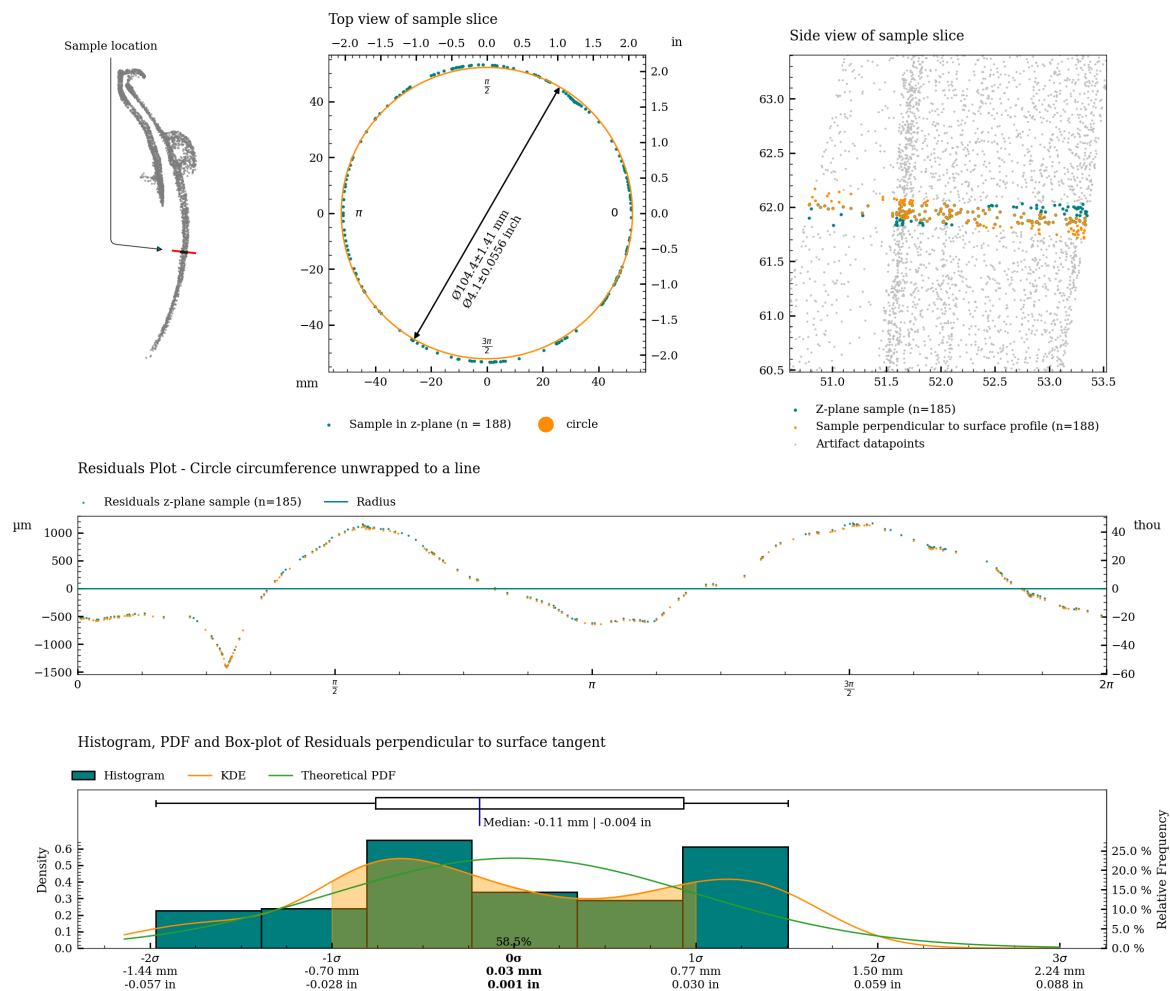 Sample location
Top view of sample slice
−2.0 −1.5 −1.0 −0.5 0.0 0.5 1.0 1.5 2.0 in
40
20
0
−20
−40
mm
−40 −20 0 20 40
2.0
1.5
1.0
0.5
0.0
−0.5
−1.0
−1.5
−2.0
π/2
π
0
3π/2
Ø104.4±1.41 mm
Ø4.1±0.0556 inch
Sample in z-plane (n = 188)
circle
Side view of sample slice
63.0
62.5
62.0
61.5
61.0
60.5
51.0 51.5 52.0 52.5 53.0 53.5
Z-plane sample (n=185)
Sample perpendicular to surface profile (n=188)
Artifact datapoints
Residuals Plot - Circle circumference unwrapped to a line
Residuals z-plane sample (n=185)
Radius
µm
1000
500
0
−500
−1000
−1500
thou
40
20
0
−20
−40
−60
0 π/2 π 3π/2 2π
Histogram, PDF and Box-plot of Residuals perpendicular to surface tangent
Histogram
KDE
Theoretical PDF
Median: -0.11 mm | -0.004 in
Density
0.6
0.5
0.4
0.3
0.2
0.1
0.0
Relative Frequency
25.0 %
20.0 %
15.0 %
10.0 %
5.0 %
0.0 %
58.5%
-2σ -1σ 0σ 1σ 2σ 3σ
-1.44 mm -0.70 mm 0.03 mm 0.77 mm 1.50 mm 2.24 mm
-0.057 in -0.028 in 0.001 in 0.030 in 0.059 in 0.088 in